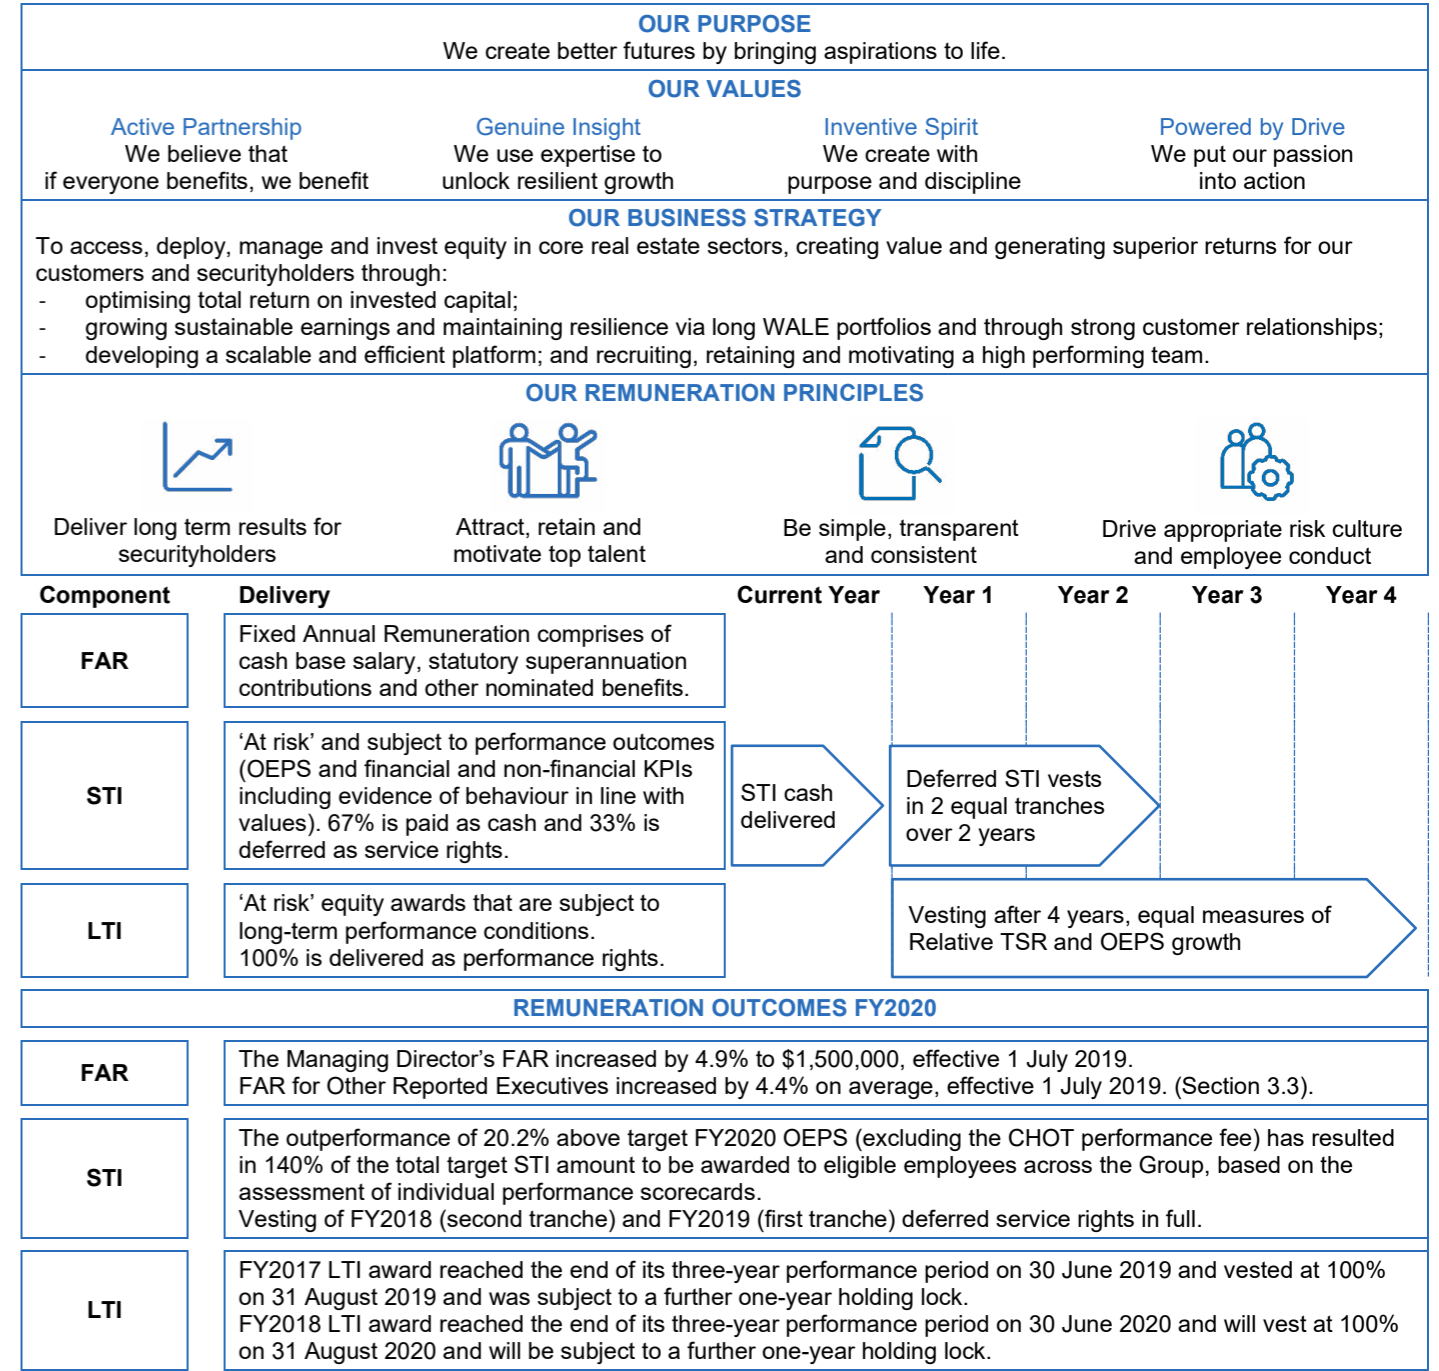 OUR PURPOSE
We create better futures by bringing aspirations to life.
OUR VALUES
Active Partnership
We believe that
if everyone benefits, we benefit
Genuine Insight
We use expertise to
unlock resilient growth
Inventive Spirit
We create with
purpose and discipline
Powered by Drive
We put our passion
into action
OUR BUSINESS STRATEGY
To access, deploy, manage and invest equity in core real estate sectors, creating value and generating superior returns for our
customers and securityholders through:
- optimising total return on invested capital;
- growing sustainable earnings and maintaining resilience via long WALE portfolios and through strong customer relationships;
- developing a scalable and efficient platform; and recruiting, retaining and motivating a high performing team.
OUR REMUNERATION PRINCIPLES
Deliver long term results for
securityholders
Attract, retain and
motivate top talent
Be simple, transparent
and consistent
Drive appropriate risk culture
and employee conduct
Component Delivery Current Year Year 1 Year 2 Year 3 Year 4
FAR
Fixed Annual Remuneration comprises of
cash base salary, statutory superannuation
contributions and other nominated benefits.
STI
‘At risk’ and subject to performance outcomes
(OEPS and financial and non-financial KPIs
including evidence of behaviour in line with
values). 67% is paid as cash and 33% is
deferred as service rights.
STI cash
delivered
Deferred STI vests
in 2 equal tranches
over 2 years
LTI
‘At risk’ equity awards that are subject to
long-term performance conditions.
100% is delivered as performance rights.
Vesting after 4 years, equal measures of
Relative TSR and OEPS growth
REMUNERATION OUTCOMES FY2020
FAR
The Managing Director’s FAR increased by 4.9% to $1,500,000, effective 1 July 2019.
FAR for Other Reported Executives increased by 4.4% on average, effective 1 July 2019. (Section 3.3).
STI
The outperformance of 20.2% above target FY2020 OEPS (excluding the CHOT performance fee) has resulted
in 140% of the total target STI amount to be awarded to eligible employees across the Group, based on the
assessment of individual performance scorecards.
Vesting of FY2018 (second tranche) and FY2019 (first tranche) deferred service rights in full.
LTI
FY2017 LTI award reached the end of its three-year performance period on 30 June 2019 and vested at 100%
on 31 August 2019 and was subject to a further one-year holding lock.
FY2018 LTI award reached the end of its three-year performance period on 30 June 2020 and will vest at 100%
on 31 August 2020 and will be subject to a further one-year holding lock.